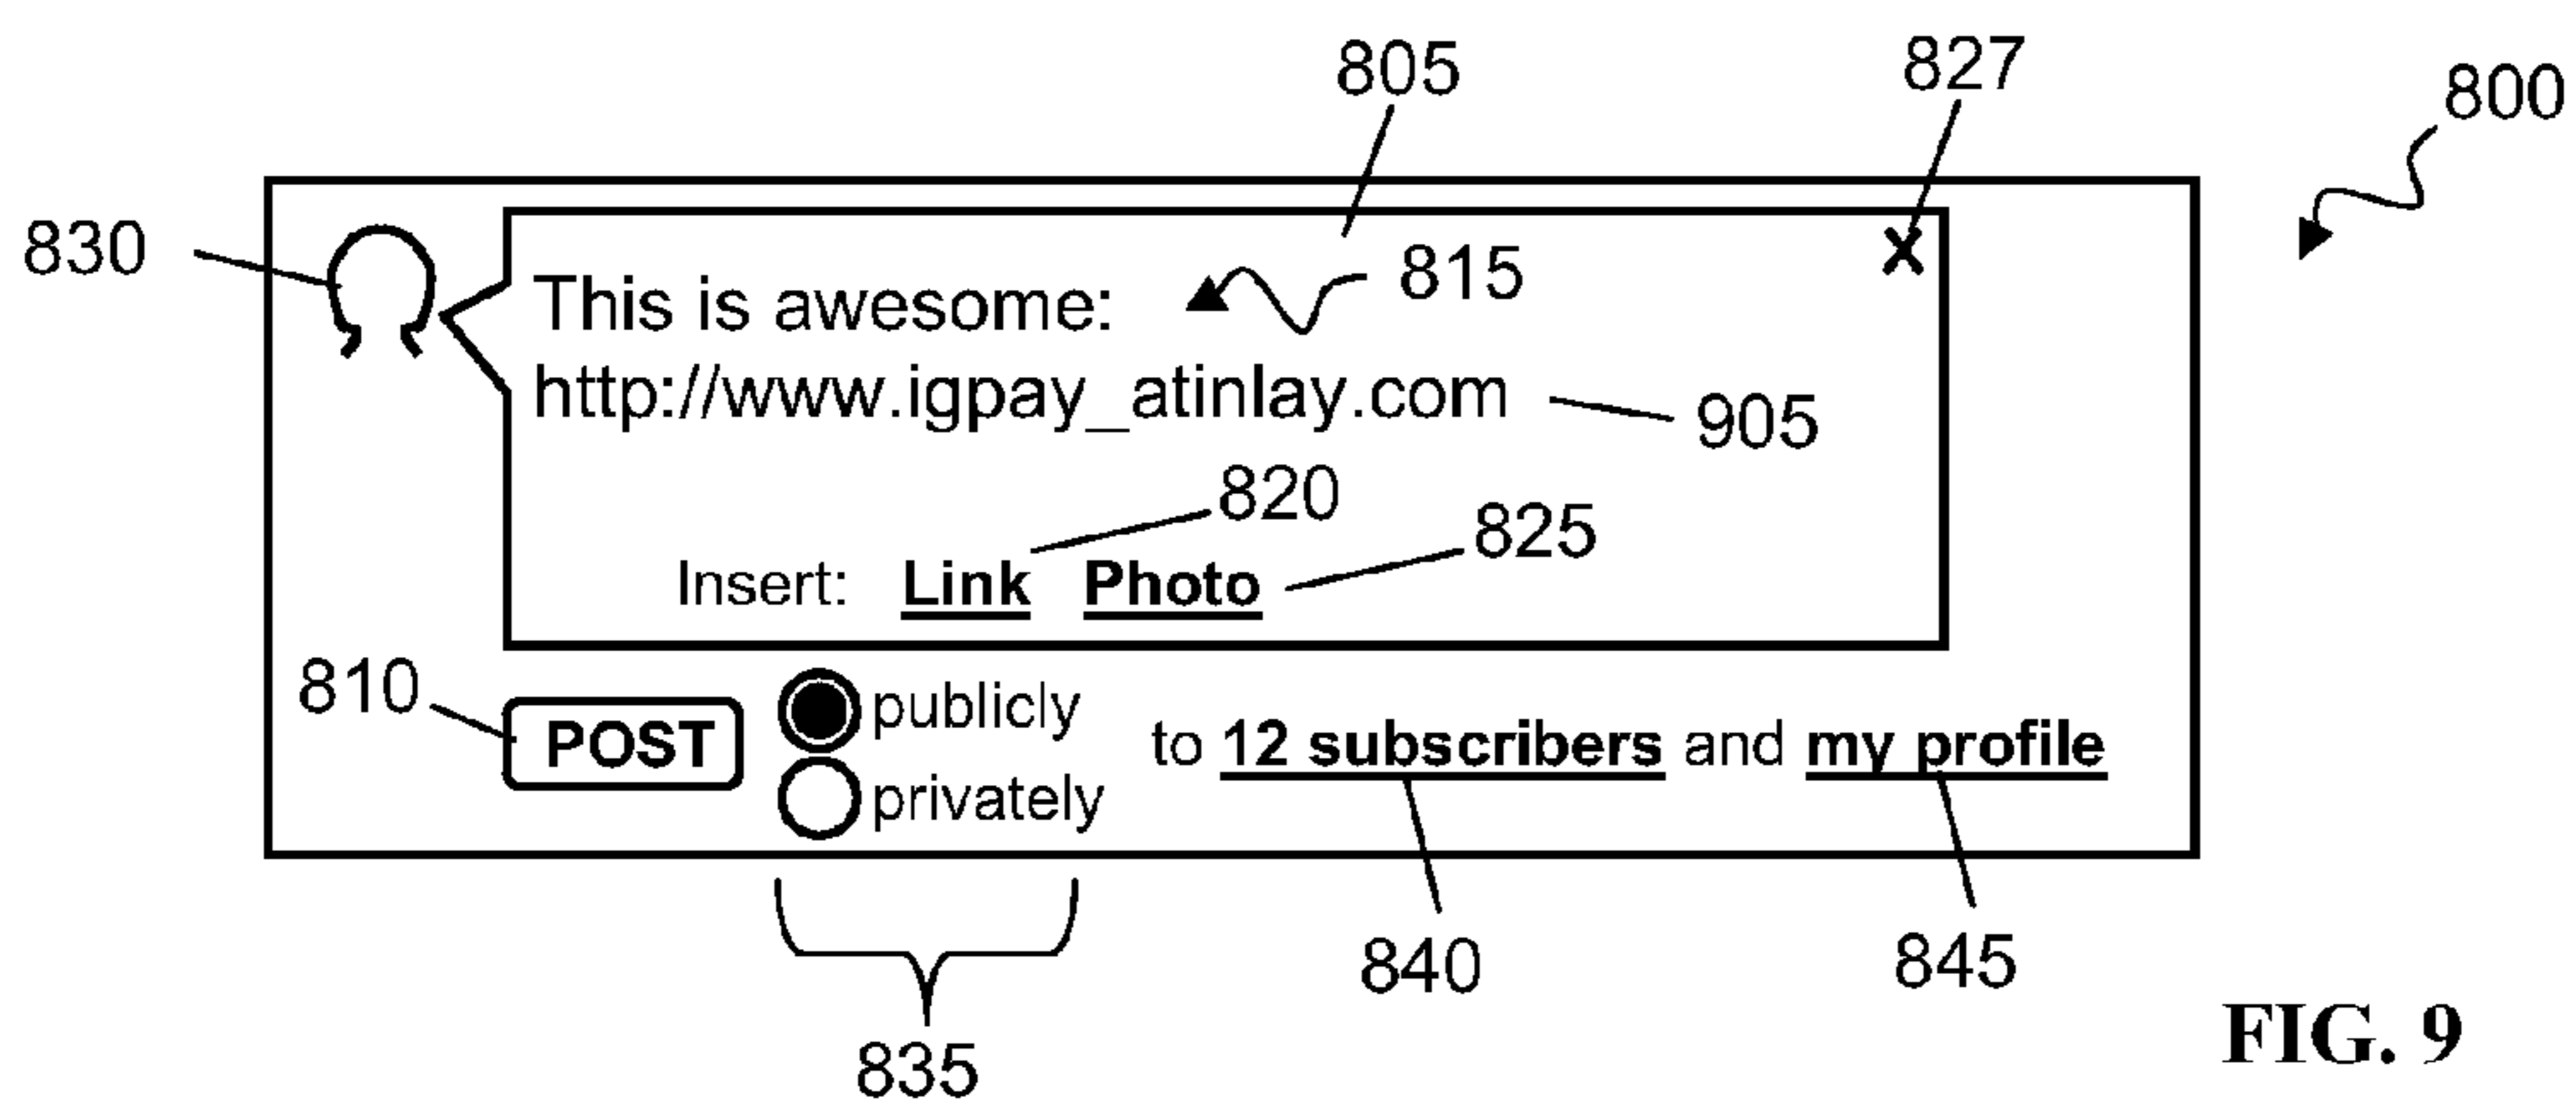 805
827
800
830
This is awesome:
815
http://www.igpay_atinlay.com
905
820
825
Insert: Link Photo
810
POST
publicly
privately
to 12 subscribers and my profile
835
840
845
FIG. 9